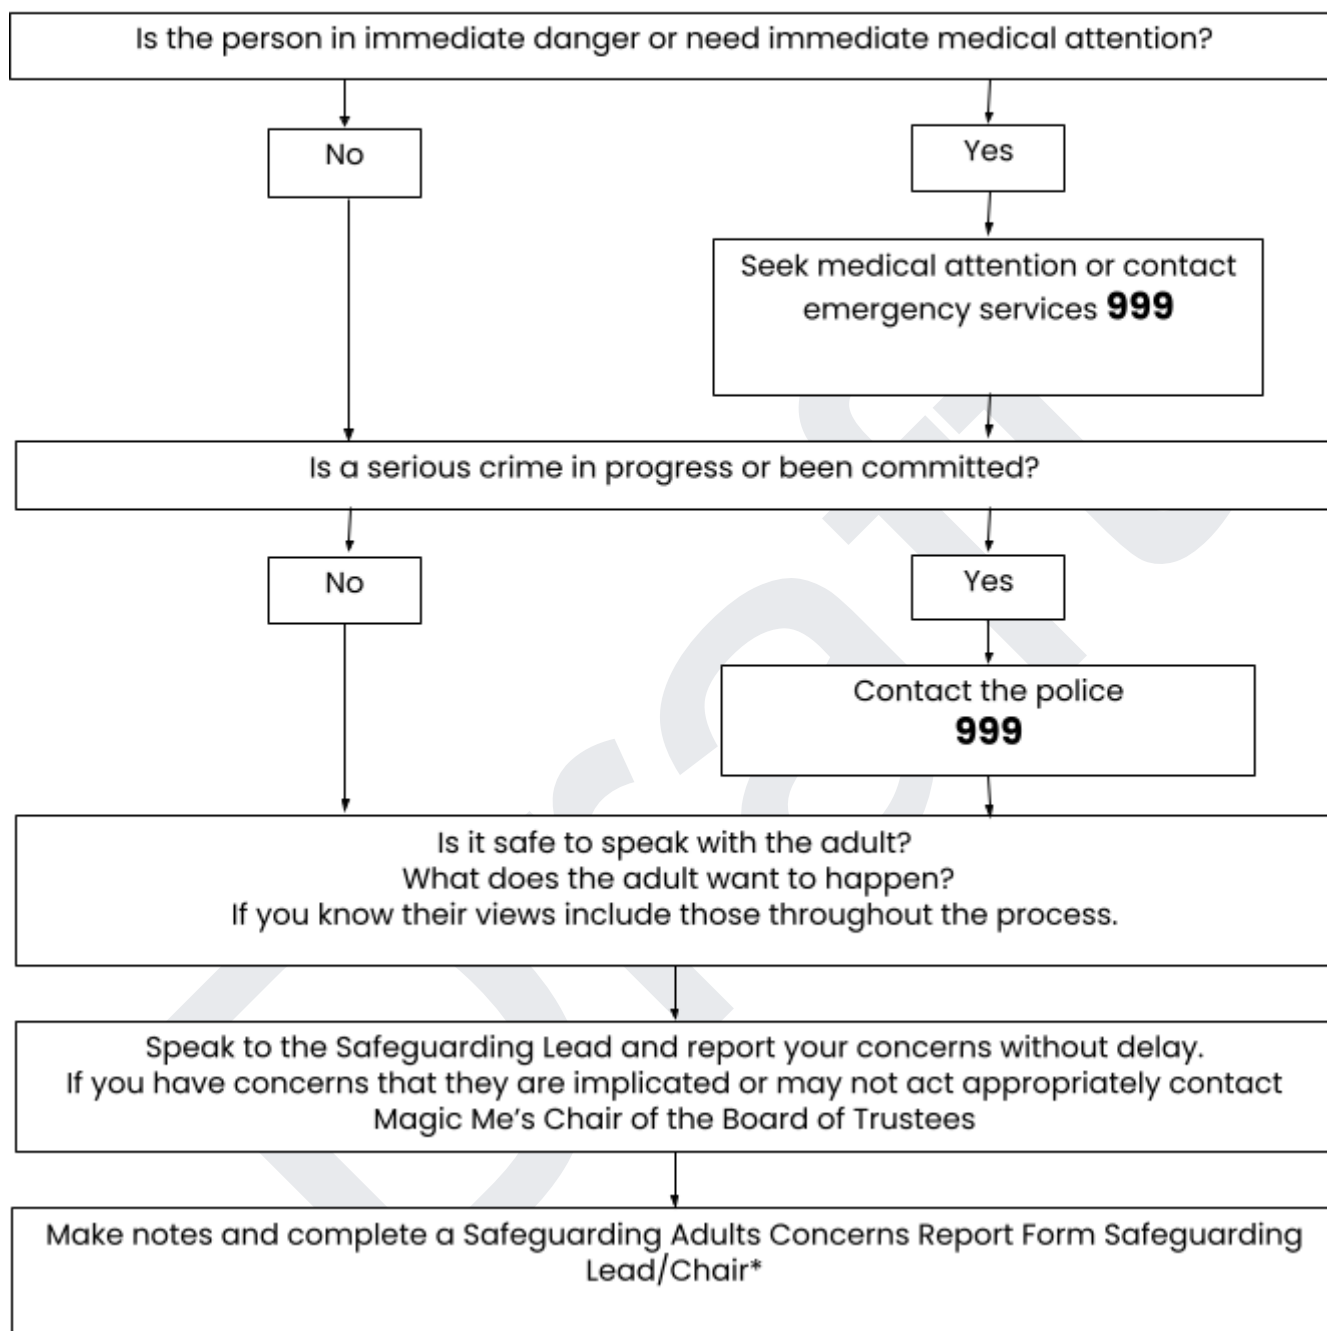 Is the person in immediate danger or need immediate medical attention?
No
Yes
Seek medical attention or contact
emergency services 999
Is a serious crime in progress or been committed?
No
Yes
Contact the police
999
Is it safe to speak with the adult?
What does the adult want to happen?
If you know their views include those throughout the process.
Speak to the Safeguarding Lead and report your concerns without delay.
If you have concerns that they are implicated or may not act appropriately contact
Magic Me's Chair of the Board of Trustees
Make notes and complete a Safeguarding Adults Concerns Report Form Safeguarding
Lead/Chair*
Draft